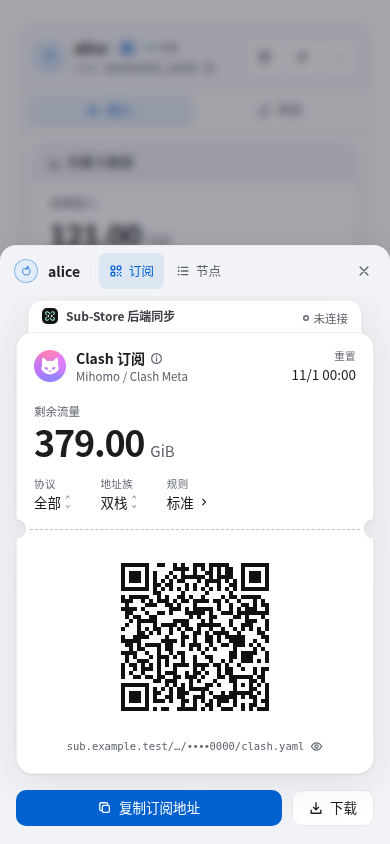 alice
121.00
alice 订阅 节点
Sub-Store 后端同步 未连接
Clash 订阅 重置
Mihomo / Clash Meta 11/1 00:00
剩余流量
379.00 GiB
协议 地址族 规则
全部 双栈 标准
sub.example.test/…/••••0000/clash.yaml
复制订阅地址 下载